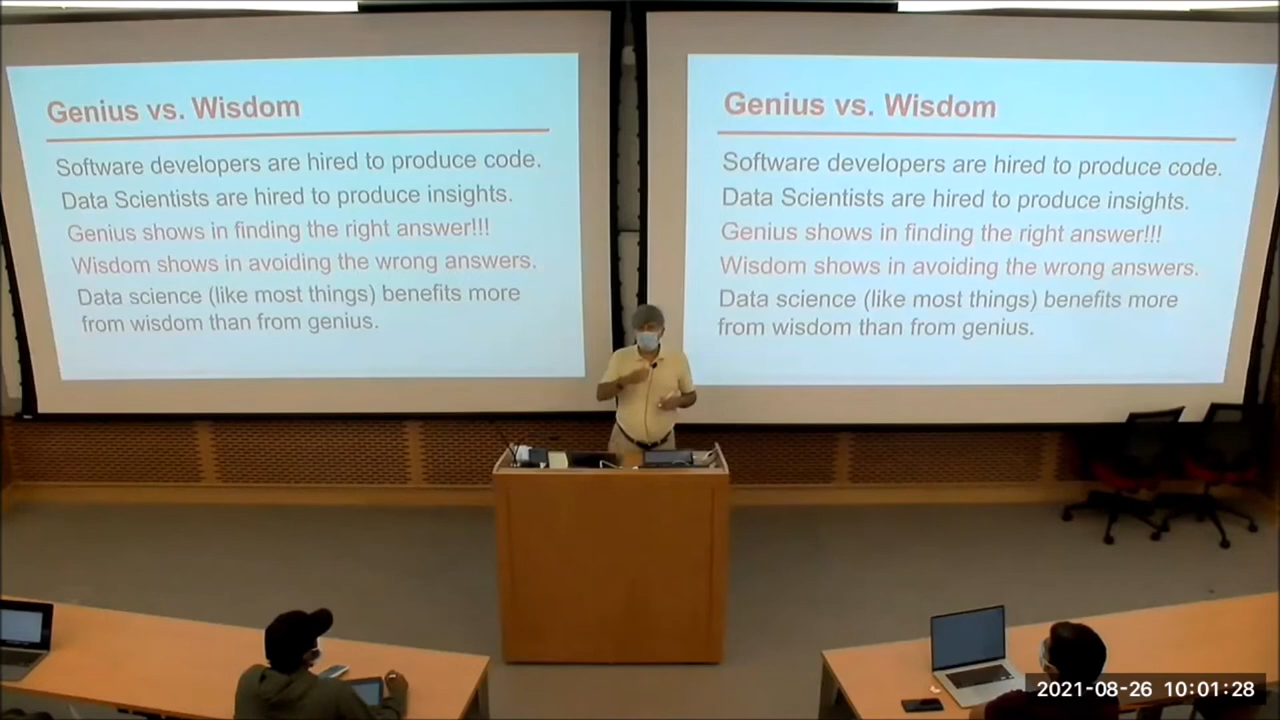 Genius vs. Wisdom
Software developers are hired to produce code.
Data Scientists are hired to produce insights.
Genius shows in finding the right answer!!!
Wisdom shows in avoiding the wrong answers.
Data science (like most things) benefits more
from wisdom than from genius.
Genius vs. Wisdom
Software developers are hired to produce code.
Data Scientists are hired to produce insights.
Genius shows in finding the right answer!!!
Wisdom shows in avoiding the wrong answers.
Data science (like most things) benefits more
from wisdom than from genius.
2021-08-26 10:01:28